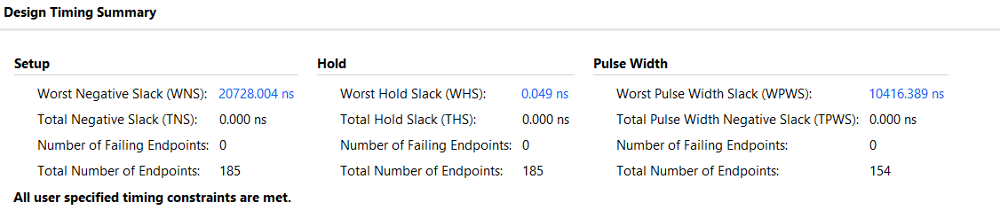 Design Timing Summary
Setup Hold Pulse Width
Worst Negative Slack (WNS): 20728.004 ns Worst Hold Slack (WHS): 0.049 ns Worst Pulse Width Slack (WPWS): 10416.389 ns
Total Negative Slack (TNS): 0.000 ns Total Hold Slack (THS): 0.000 ns Total Pulse Width Negative Slack (TPWS): 0.000 ns
Number of Failing Endpoints: 0 Number of Failing Endpoints: 0 Number of Failing Endpoints: 0
Total Number of Endpoints: 185 Total Number of Endpoints: 185 Total Number of Endpoints: 154
All user specified timing constraints are met.